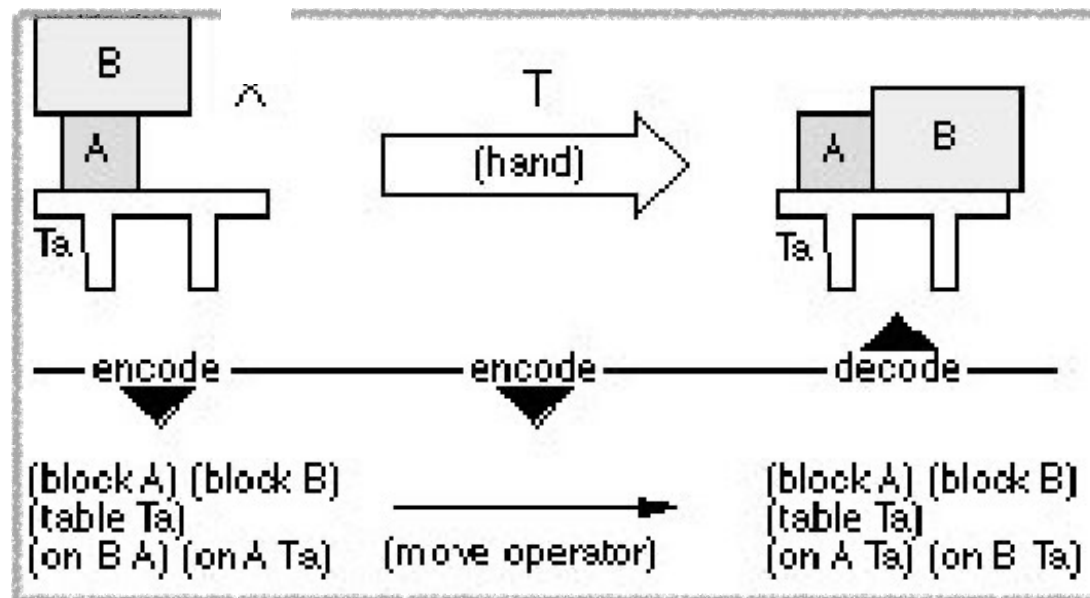 B
A
T
(hand)
A B
Ta
Ta
encode encode decode
(block A) (block B)
(table Ta)
(on B A) (on A Ta)
(move operator)
(block A) (block B)
(table Ta)
(on A Ta) (on B Ta)